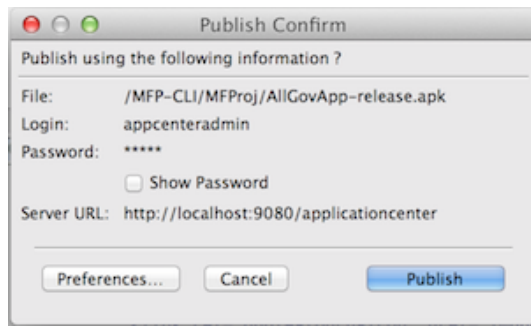 Publish Confirm
Publish using the following information ?
File: /MFP-CLI/MFProj/AllGovApp-release.apk
Login: appcenteradmin
Password: *****
Show Password
Server URL: http://localhost:9080/applicationcenter
Preferences... Cancel Publish